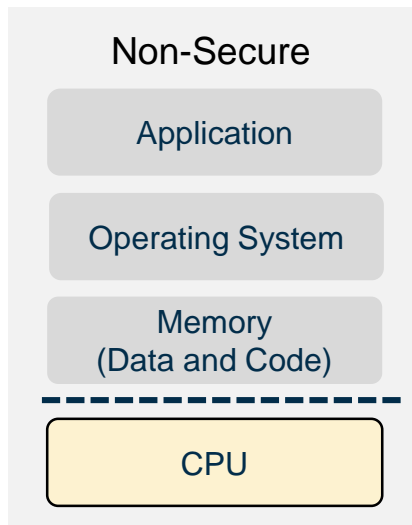 Non-Secure
Application
Operating System
Memory
(Data and Code)
CPU